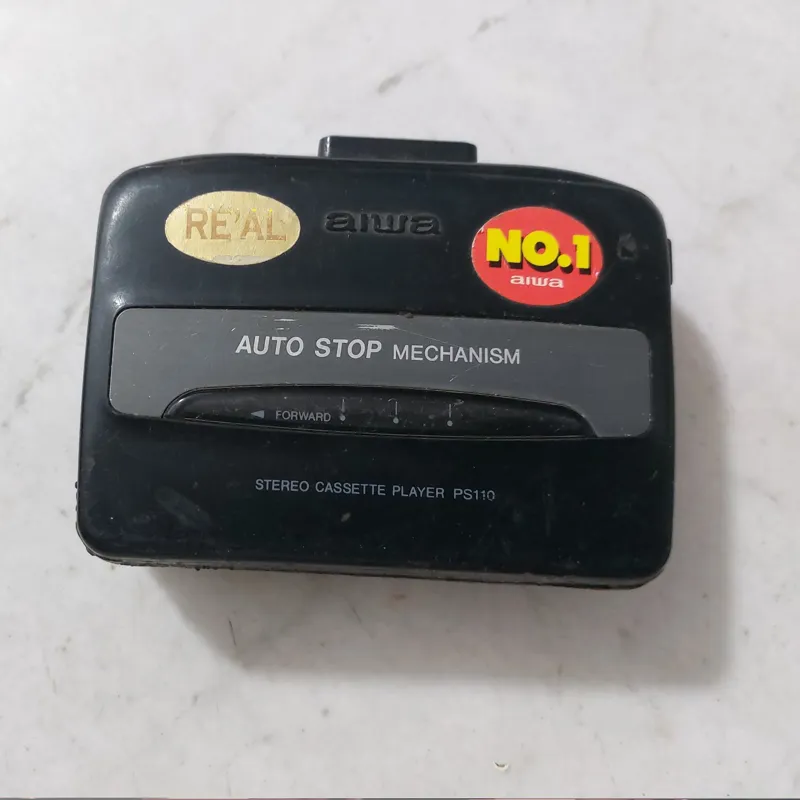 RE'AL
aiwa
NO.1
aiwa
AUTO STOP MECHANISM
◄ FORWARD
STEREO CASSETTE PLAYER PS110